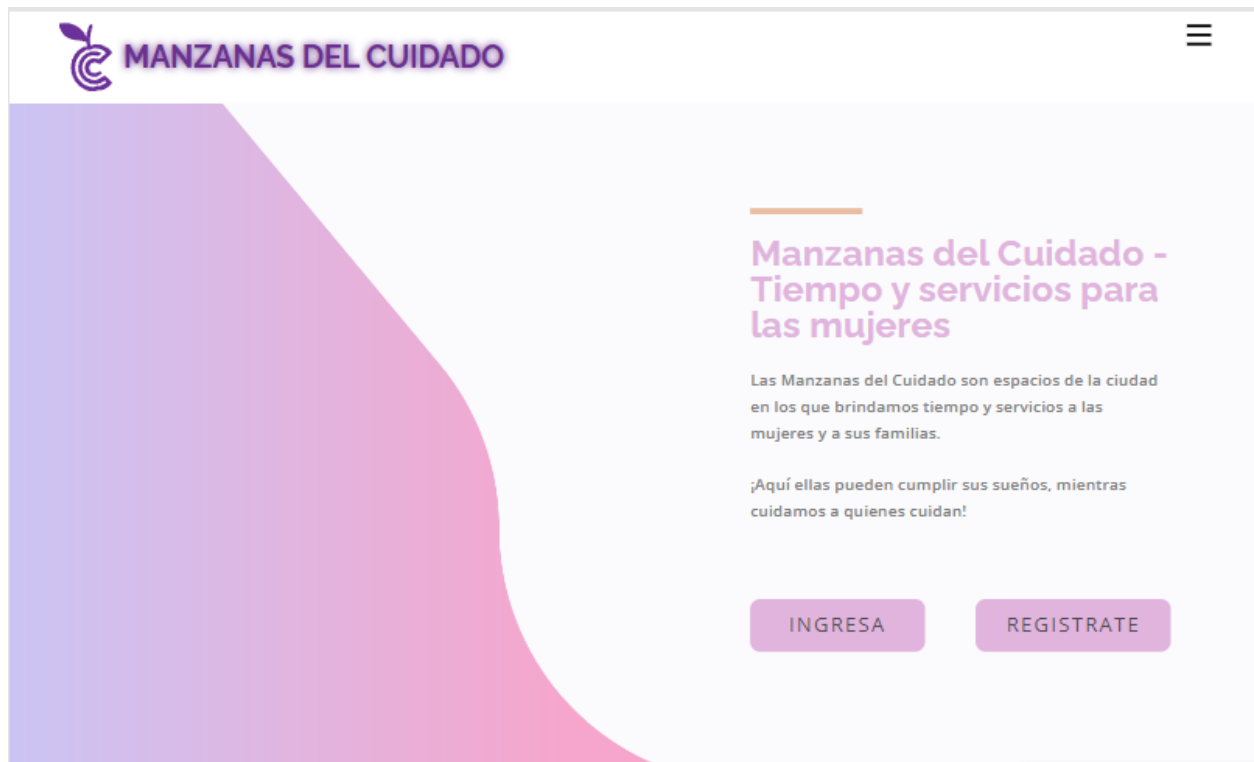 MANZANAS DEL CUIDADO
Manzanas del Cuidado -
Tiempo y servicios para
las mujeres
Las Manzanas del Cuidado son espacios de la ciudad
en los que brindamos tiempo y servicios a las
mujeres y a sus familias.
¡Aquí ellas pueden cumplir sus sueños, mientras
cuidamos a quienes cuidan!
INGRESA
REGISTRATE